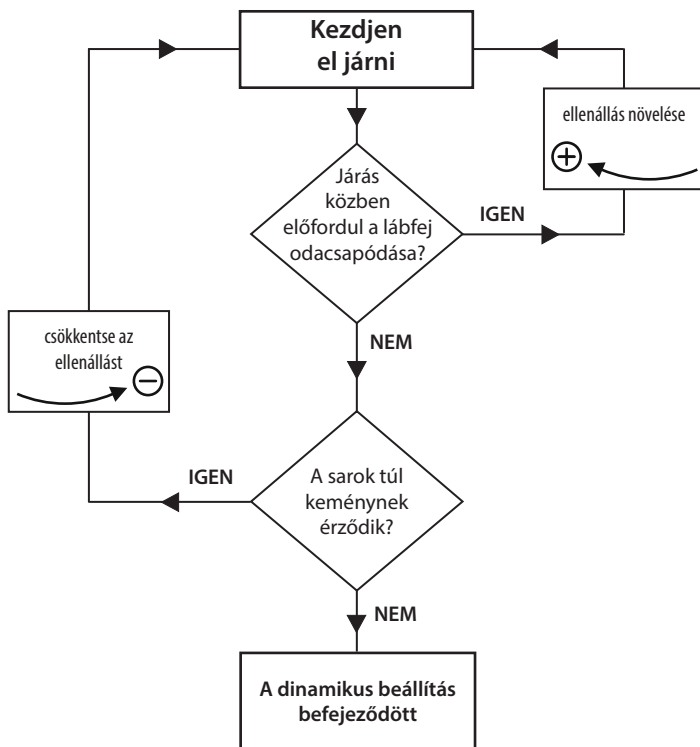 Kezdjen
el járni
ellenállás növelése
+
Járás
közben
előfordul a lábfej
odacsapódása?
IGEN
NEM
csökkentse az
ellenállást
−
IGEN
A sarok túl
keménynek
érződik?
NEM
A dinamikus beállítás
befejeződött